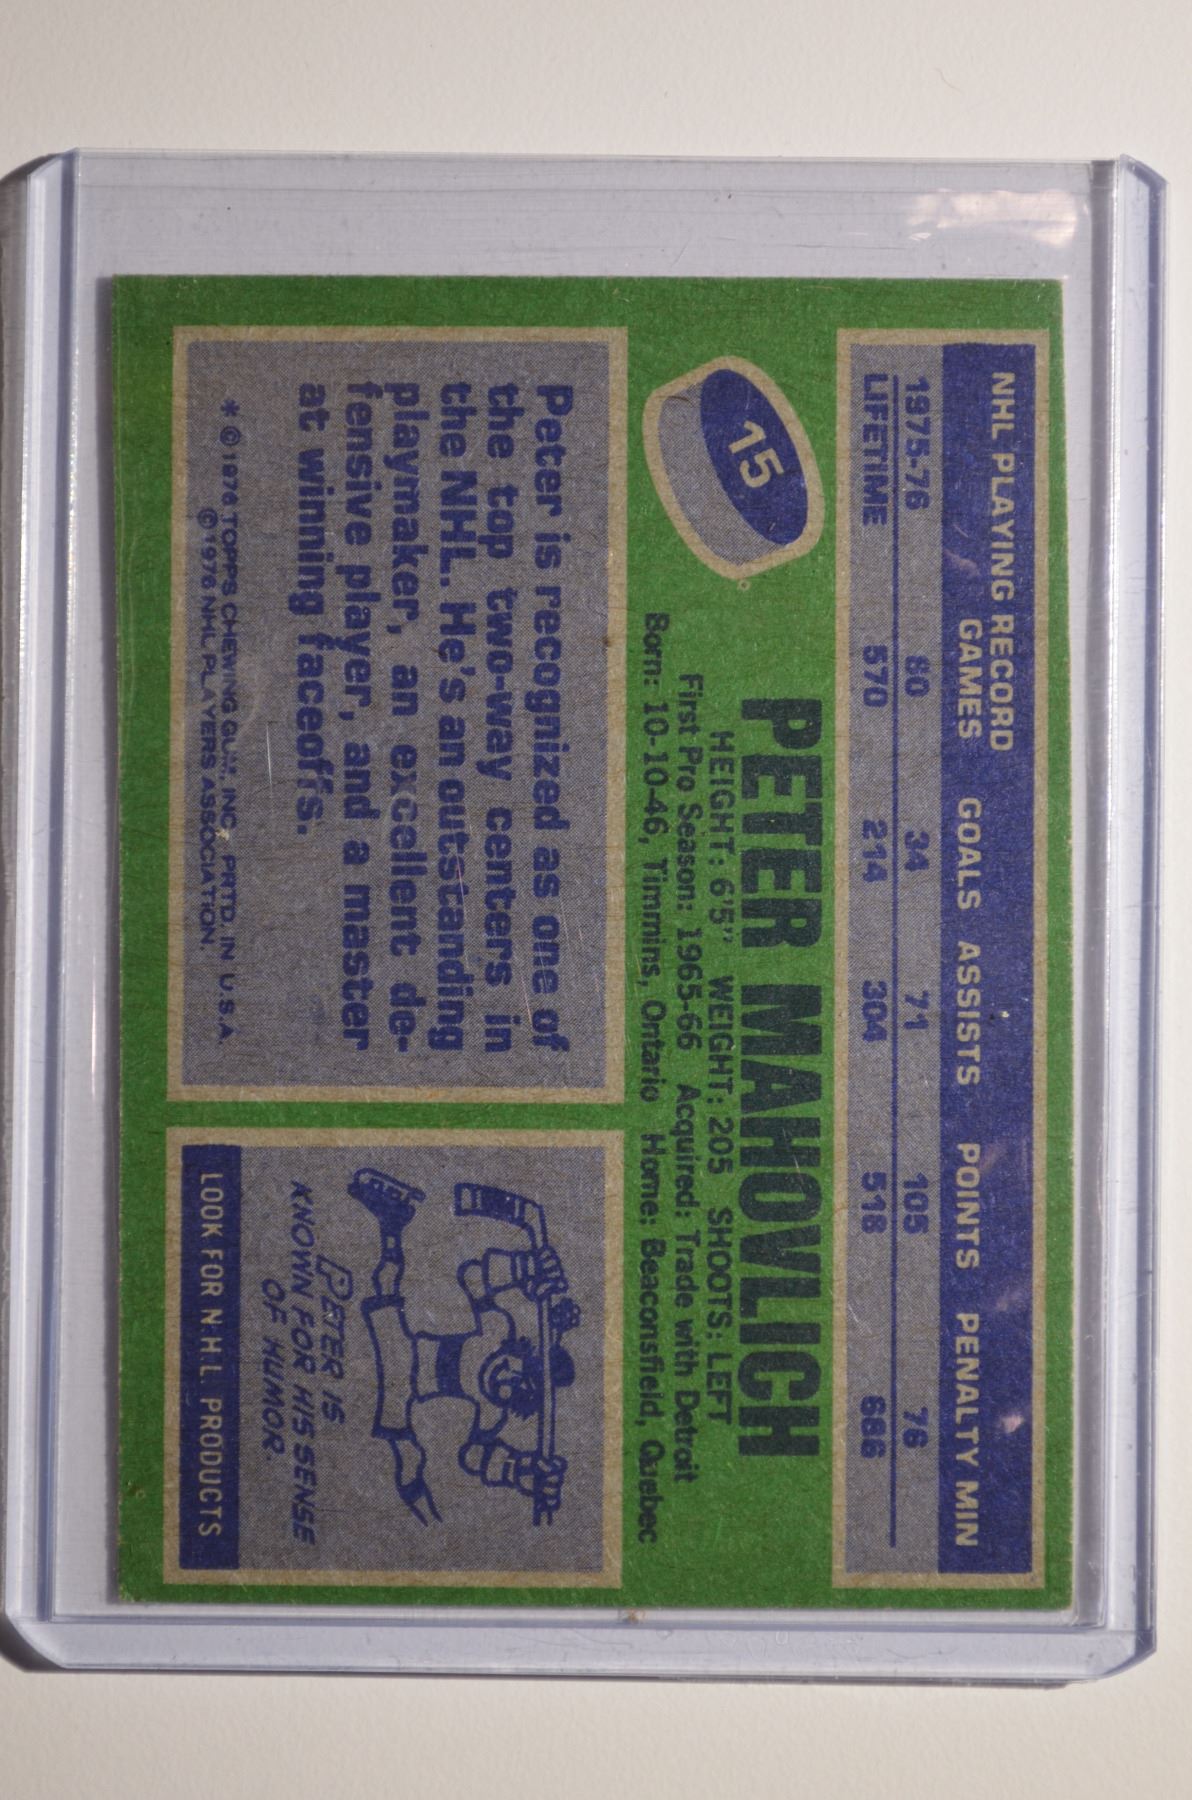 NHL PLAYING RECORD
GAMES GOALS ASSISTS POINTS PENALTY MIN
1975-76 80 34 71 105 76
LIFETIME 570 214 304 518 686
15
PETER MAHOVLICH
HEIGHT: 6'5" WEIGHT: 205 SHOOTS: LEFT
First Pro Season: 1965-66 Acquired: Trade with Detroit
Born: 10-10-46, Timmins, Ontario Home: Beaconsfield, Quebec
Peter is recognized as one of
the top two-way centers in
the NHL. He's an outstanding
playmaker, an excellent de-
fensive player, and a master
at winning faceoffs.
* ©1976 TOPPS CHEWING GUM, INC. PRTD. IN U.S.A.
©1976 NHL PLAYERS ASSOCIATION.
PETER IS
KNOWN FOR HIS SENSE
OF HUMOR.
LOOK FOR N.H.L. PRODUCTS